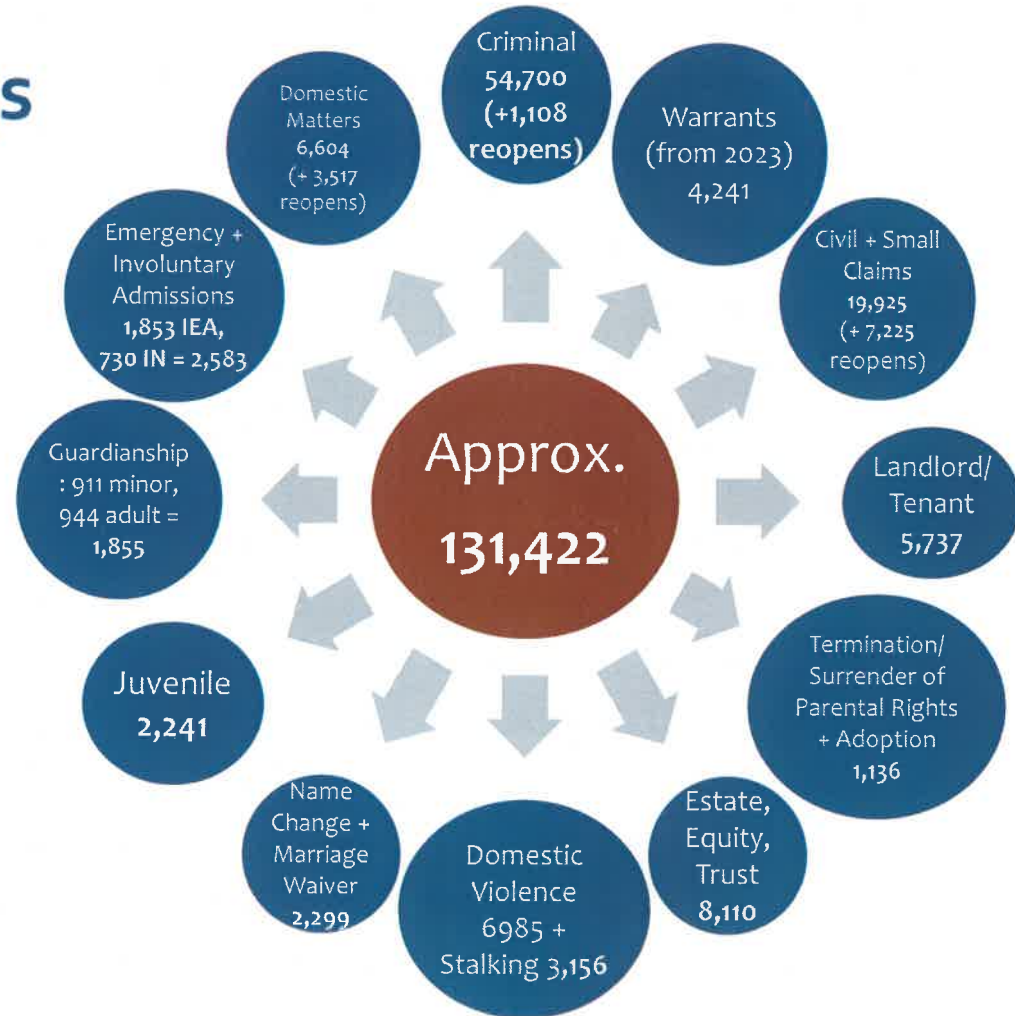 s
Criminal
54,700
(+1,108
reopens)
Warrants
(from 2023)
4,241
Civil + Small
Claims
19,925
(+ 7,225
reopens)
Landlord/
Tenant
5,737
Termination/
Surrender of
Parental Rights
+ Adoption
1,136
Estate,
Equity,
Trust
8,110
Domestic
Violence
6985 +
Stalking 3,156
Name
Change +
Marriage
Waiver
2,299
Juvenile
2,241
Guardianship
: 911 minor,
944 adult =
1,855
Emergency +
Involuntary
Admissions
1,853 IEA,
730 IN = 2,583
Domestic
Matters
6,604
(+ 3,517
reopens)
Approx.
131,422